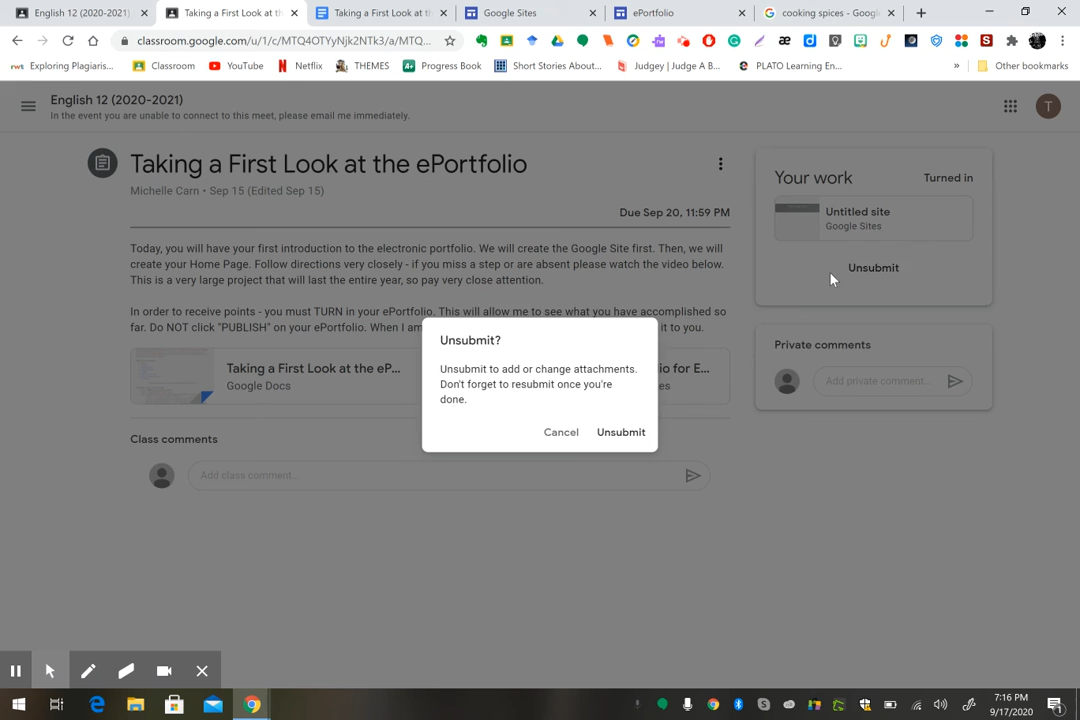 English 12 (2020-2021)
Taking a First Look at th
Taking a First Look at the
Google Sites
ePortfolio
cooking spices - Googl
classroom.google.com/u/1/c/MTQ4OTYyNjk2NTk3/a/MTQ...
Exploring Plagiaris...
Classroom
YouTube
Netflix
THEMES
Progress Book
Short Stories About...
Judgey | Judge A B...
PLATO Learning En...
»
Other bookmarks
English 12 (2020-2021)
In the event you are unable to connect to this meet, please email me immediately.
T
Taking a First Look at the ePortfolio
Michelle Carn • Sep 15 (Edited Sep 15)
Due Sep 20, 11:59 PM
Today, you will have your first introduction to the electronic portfolio. We will create the Google Site first. Then, we will
create your Home Page. Follow directions very closely - if you miss a step or are absent please watch the video below.
This is a very large project that will last the entire year, so pay very close attention.
In order to receive points - you must TURN in your ePortfolio. This will allow me to see what you have accomplished so
far. Do NOT click "PUBLISH" on your ePortfolio. When I am
it to you.
Taking a First Look at the eP...
Google Docs
io for E...
es
Class comments
Add class comment...
Your work
Turned in
Untitled site
Google Sites
Unsubmit
Private comments
Add private comment...
Unsubmit?
Unsubmit to add or change attachments.
Don't forget to resubmit once you're
done.
Cancel
Unsubmit
7:16 PM
9/17/2020